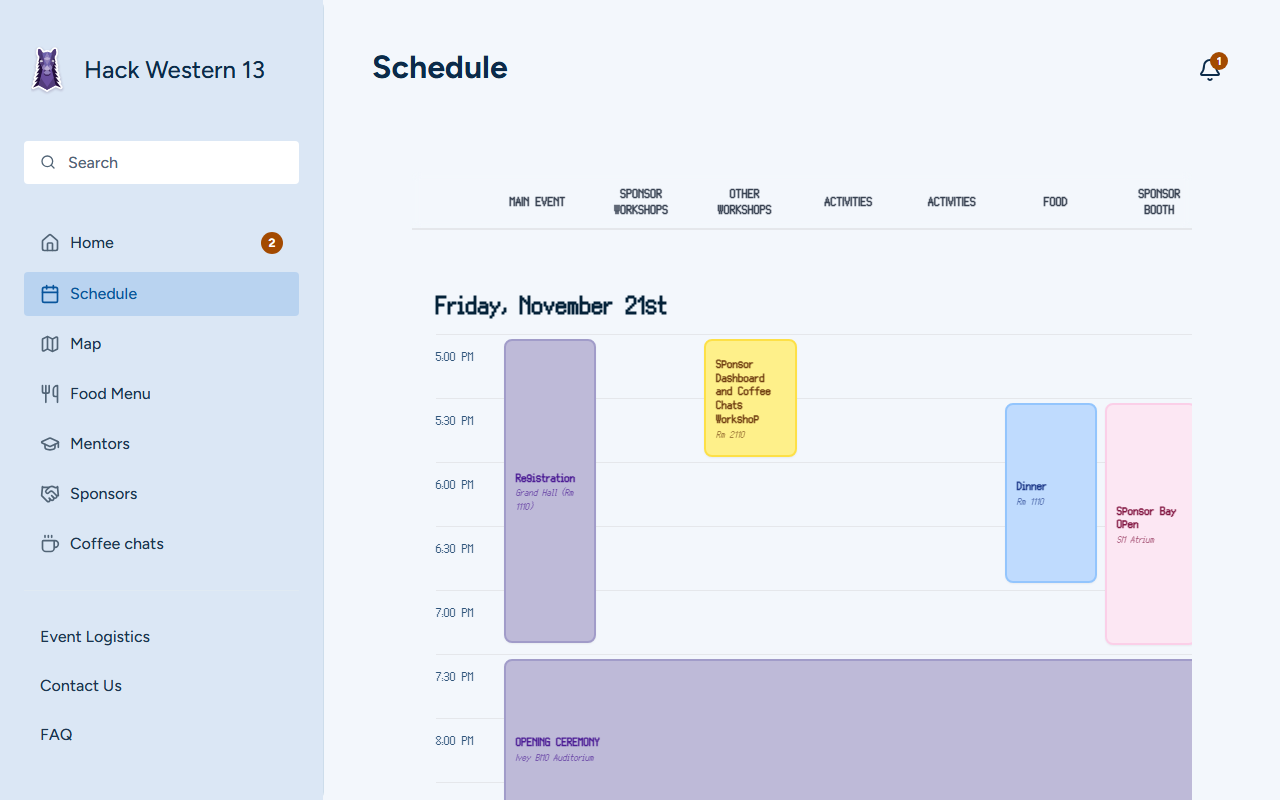 Hack Western 13
Search
Home
2
Schedule
Map
Food Menu
Mentors
Sponsors
Coffee chats
Event Logistics
Contact Us
FAQ
Schedule
1
MAIN EVENT
SPONSOR
WORKSHOPS
OTHER
WORKSHOPS
ACTIVITIES
ACTIVITIES
FOOD
SPONSOR
BOOTH
Friday, November 21st
5:00 PM
5:30 PM
6:00 PM
6:30 PM
7:00 PM
7:30 PM
8:00 PM
Registration
Grand Hall (Rm
1110)
Sponsor
Dashboard
and Coffee
Chats
Workshop
Rm 2110
Dinner
Rm 1110
Sponsor Bay
Open
SM Atrium
OPENING CEREMONY
Ivey BMO Auditorium